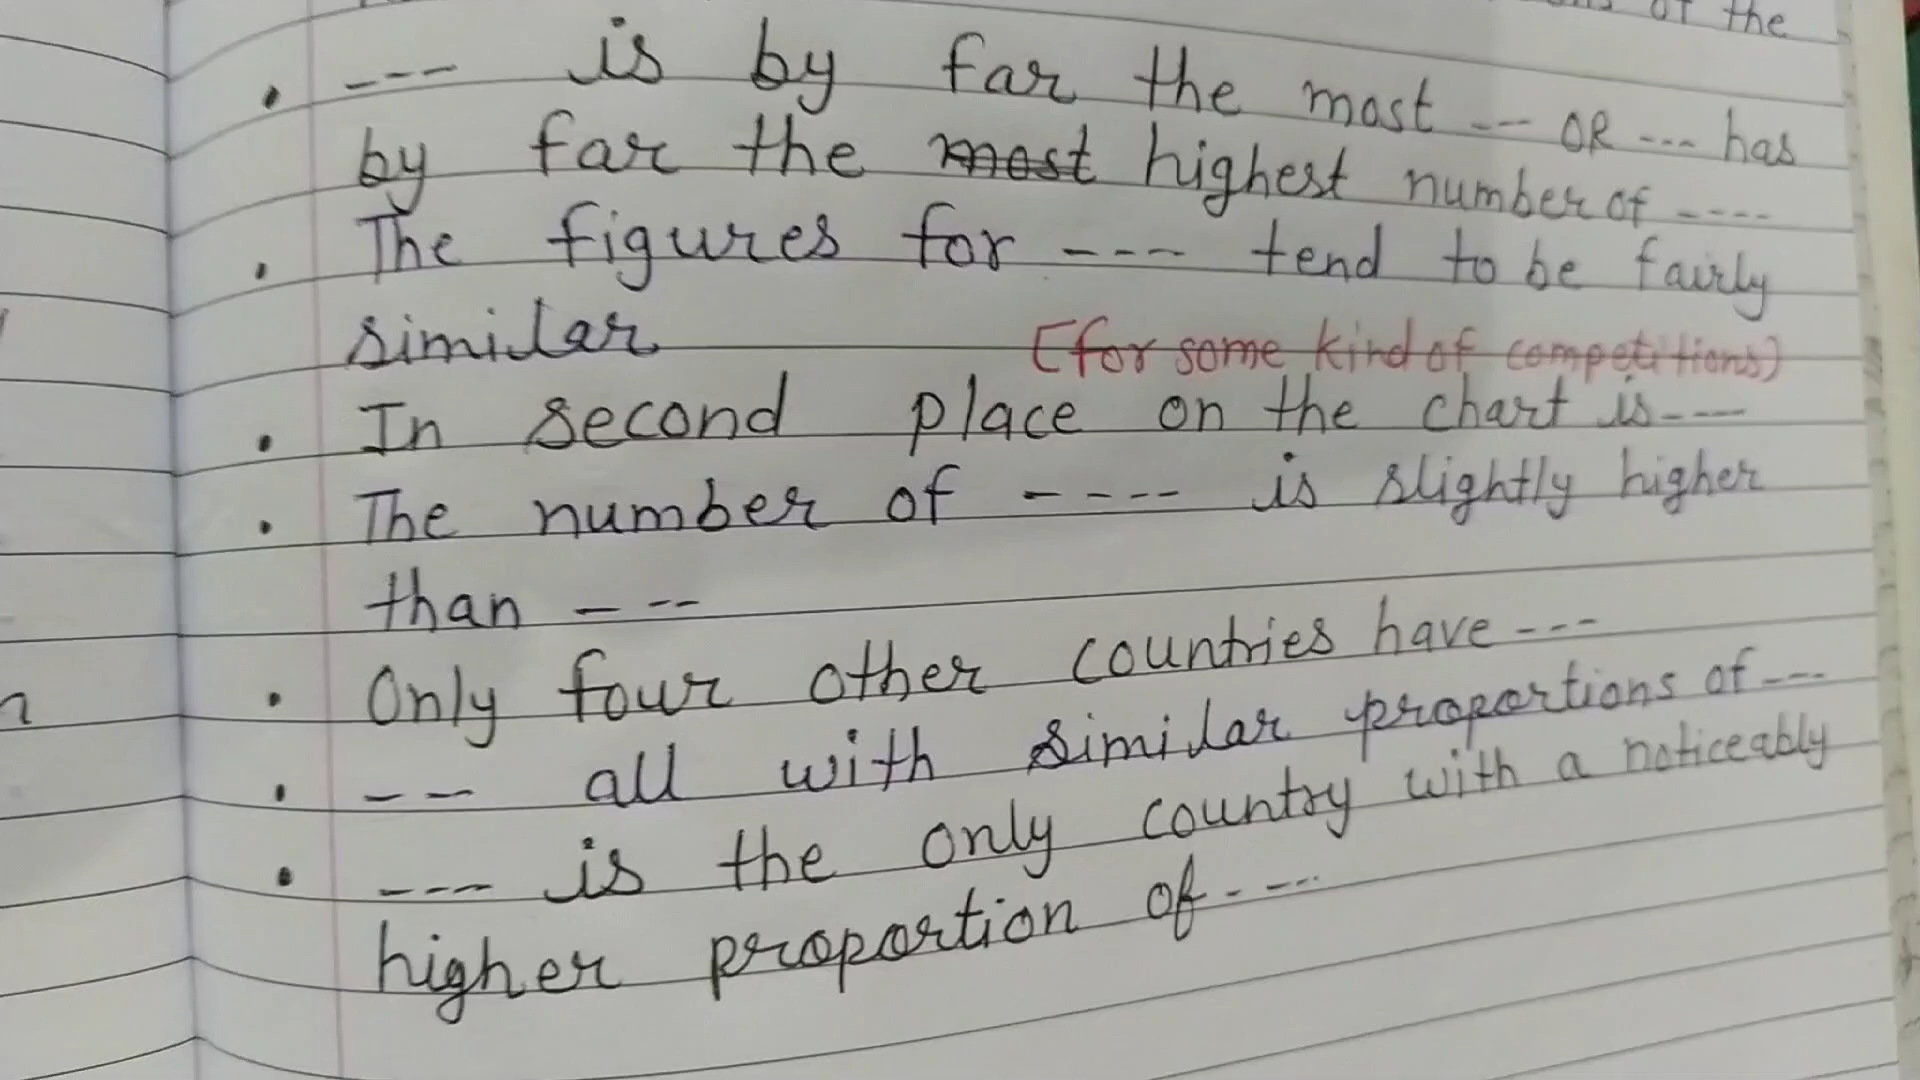 of the
• --- is by far the most --- OR --- has
by far the most highest number of ----
• The figures for ---- tend to be fairly
similar
(for some kind of competitions)
• In second place on the chart is ---
• The number of ---- is slightly higher
than ---
• Only four other countries have ---
• -- all with similar proportions of ---
• --- is the only country with a noticeably
higher proportion of ----